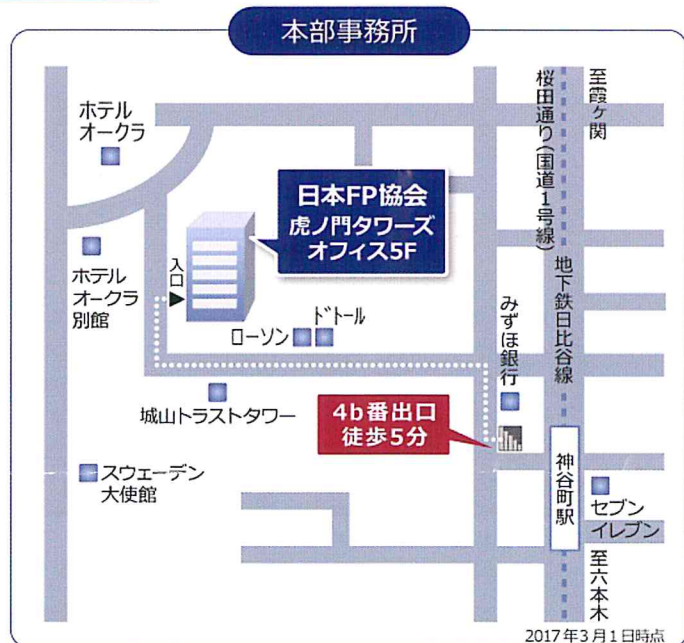 本部事務所
ホテル
オークラ
桜田通り(国道1号線)
至霞ヶ関
日本FP協会
虎ノ門タワーズ
オフィス5F
入口
ホテル
オークラ
別館
地下鉄日比谷線
みずほ銀行
ローソン
ドトール
城山トラストタワー
4b番出口
徒歩5分
スウェーデン
大使館
神谷町駅
セブン
イレブン
至六本木
2017年3月1日時点